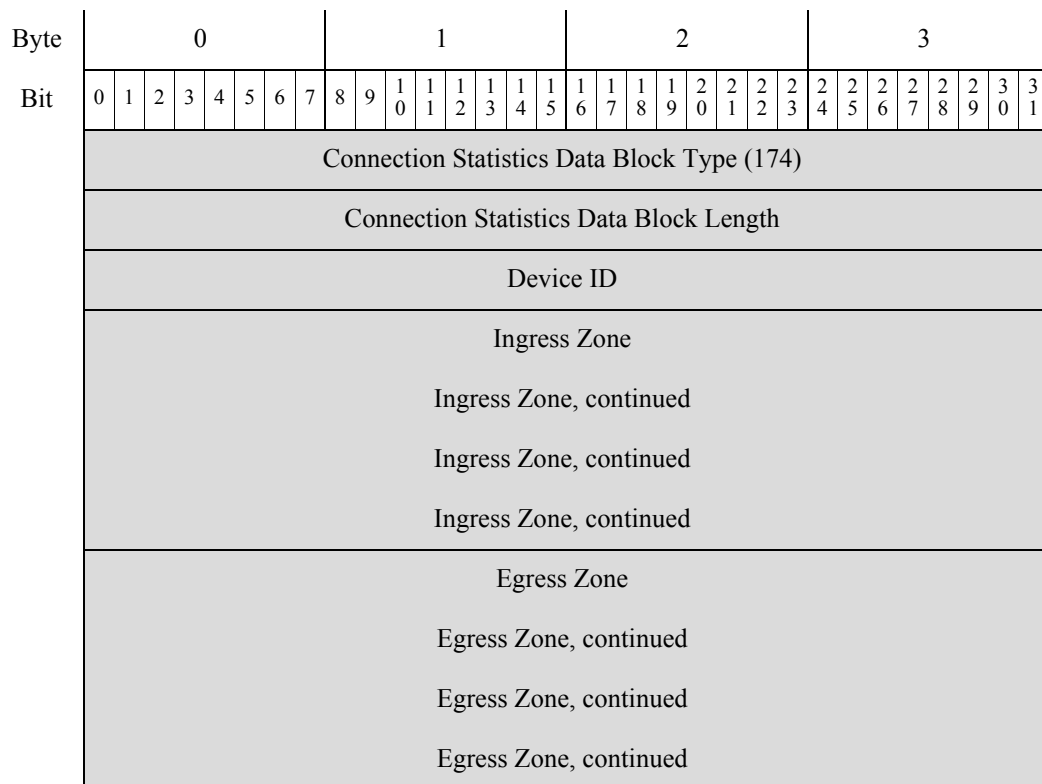 Byte 0 1 2 3
Bit 0 1 2 3 4 5 6 7 8 9 10 11 12 13 14 15 16 17 18 19 20 21 22 23 24 25 26 27 28 29 30 31
Connection Statistics Data Block Type (174)
Connection Statistics Data Block Length
Device ID
Ingress Zone
Ingress Zone, continued
Ingress Zone, continued
Ingress Zone, continued
Egress Zone
Egress Zone, continued
Egress Zone, continued
Egress Zone, continued